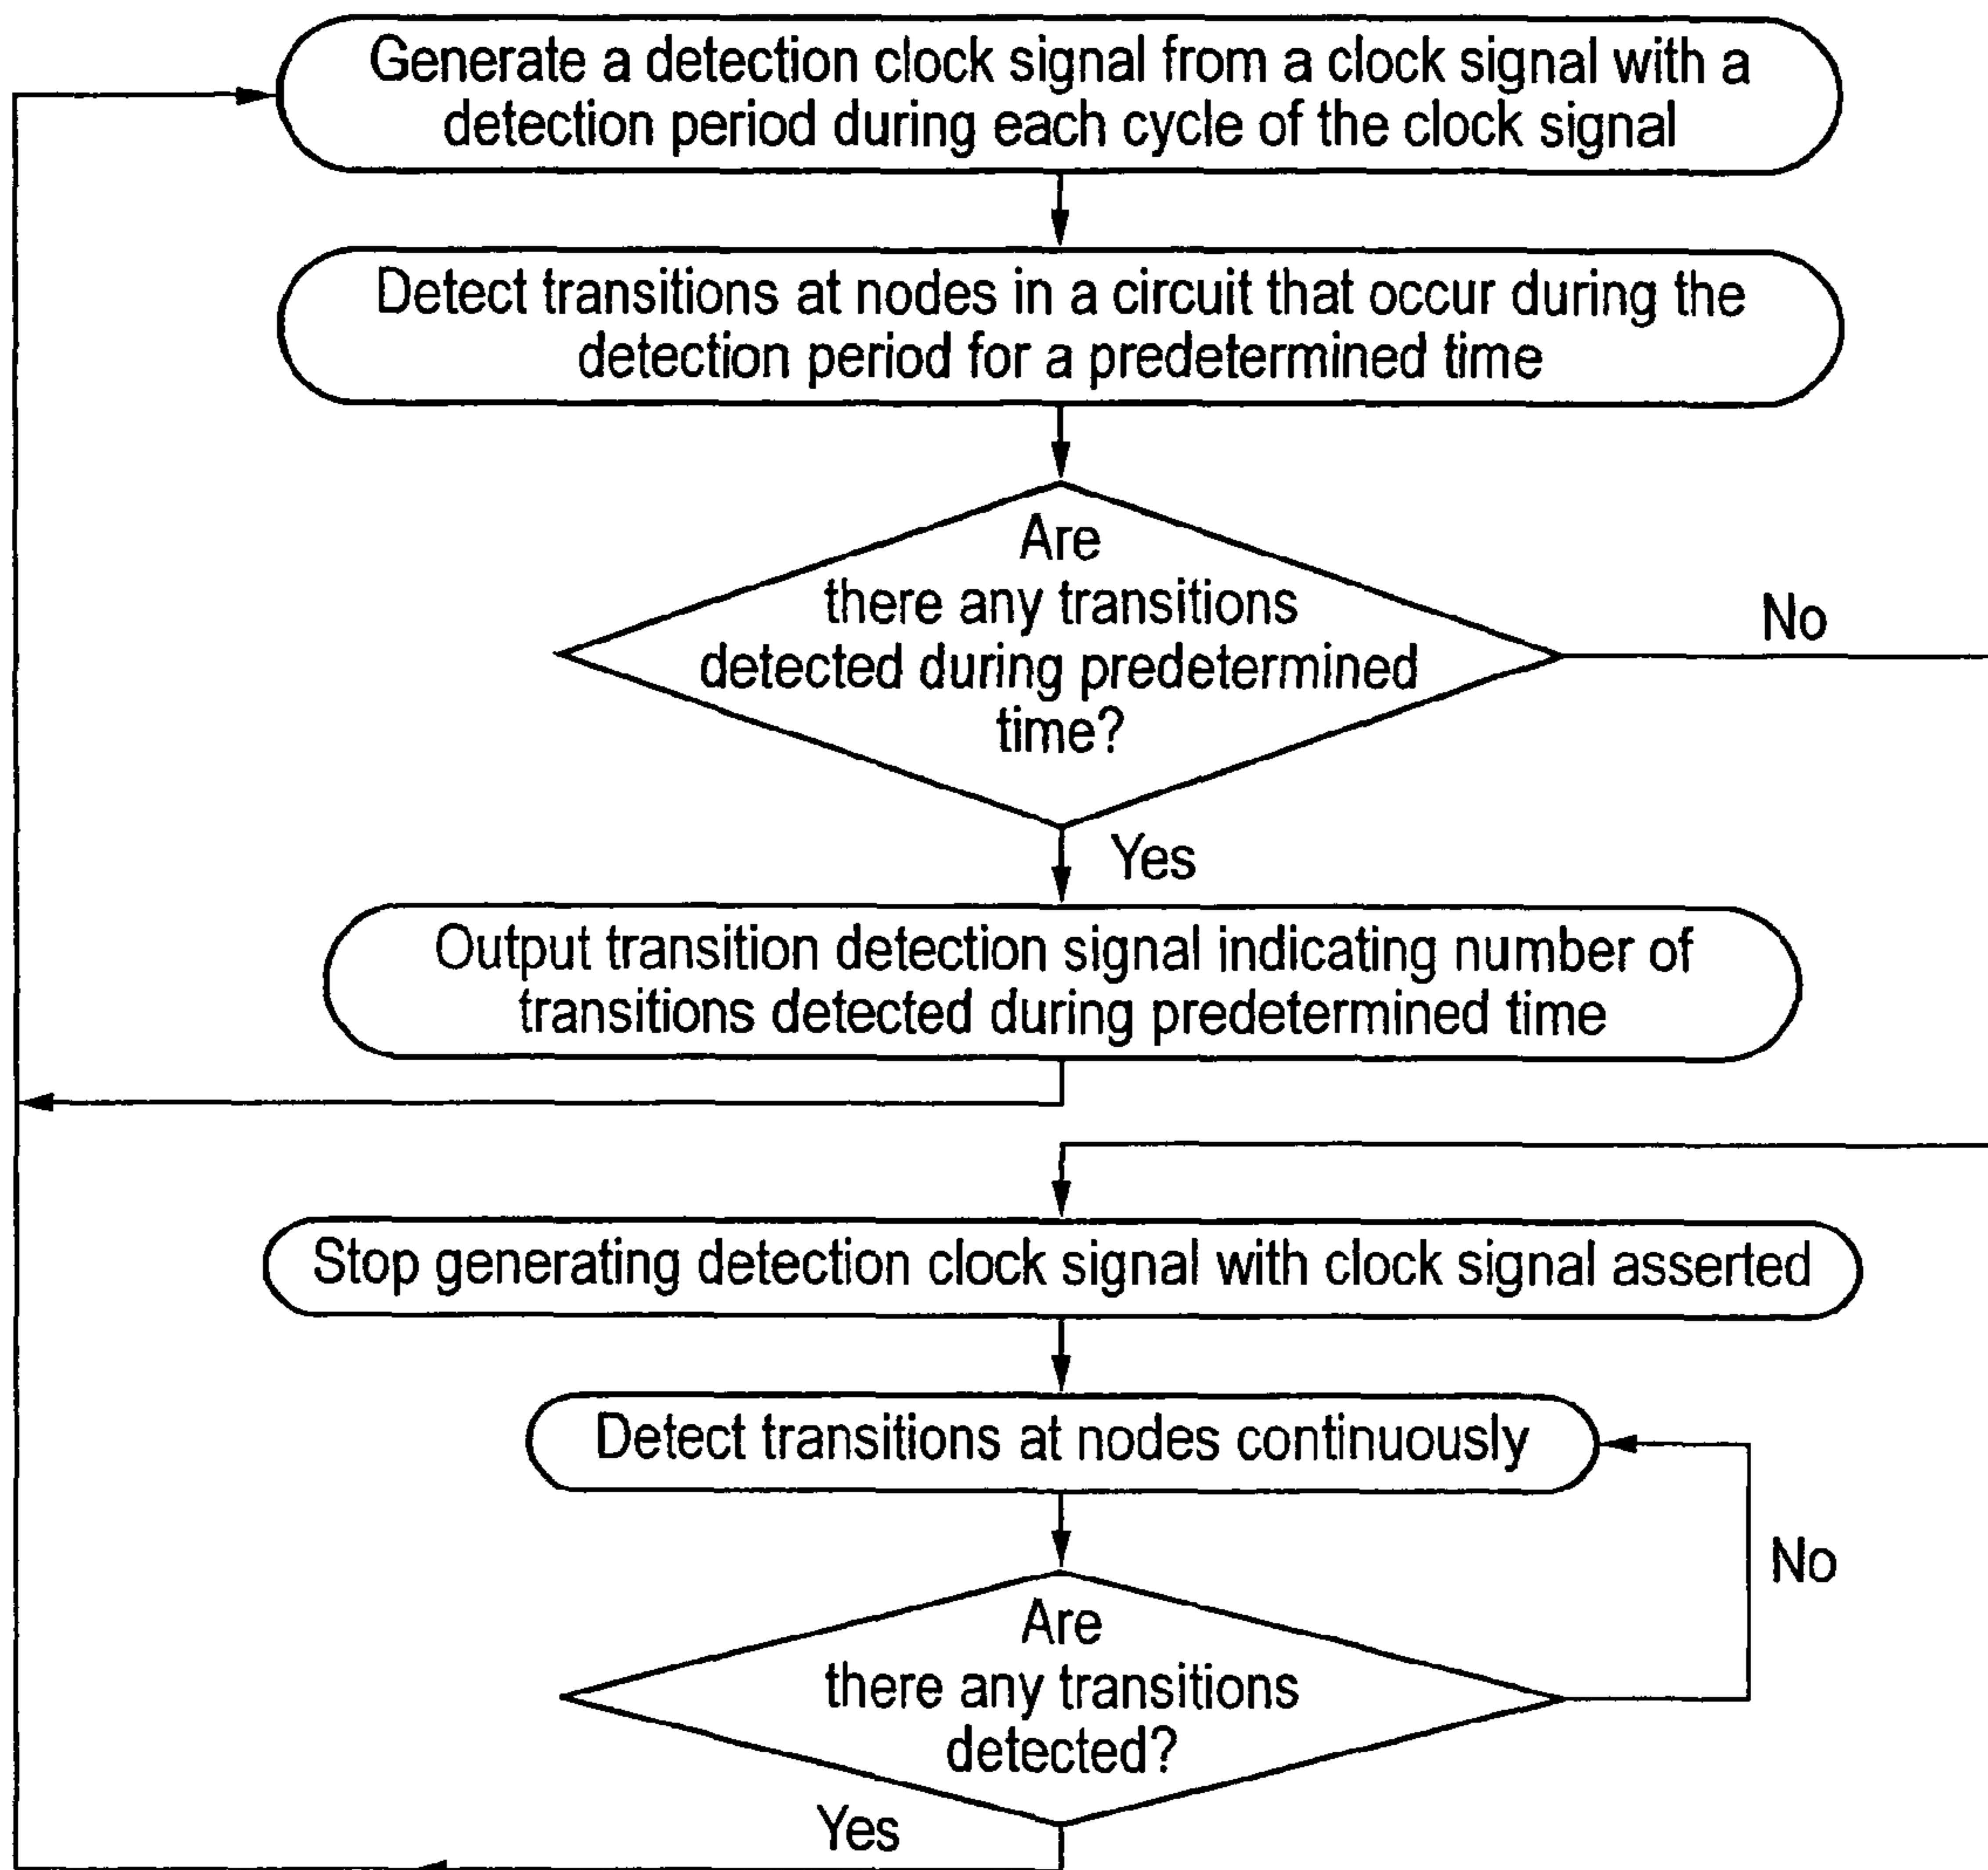 Generate a detection clock signal from a clock signal with a
detection period during each cycle of the clock signal
Detect transitions at nodes in a circuit that occur during the
detection period for a predetermined time
Are
there any transitions
detected during predetermined
time?
No
Yes
Output transition detection signal indicating number of
transitions detected during predetermined time
Stop generating detection clock signal with clock signal asserted
Detect transitions at nodes continuously
No
Are
there any transitions
detected?
Yes